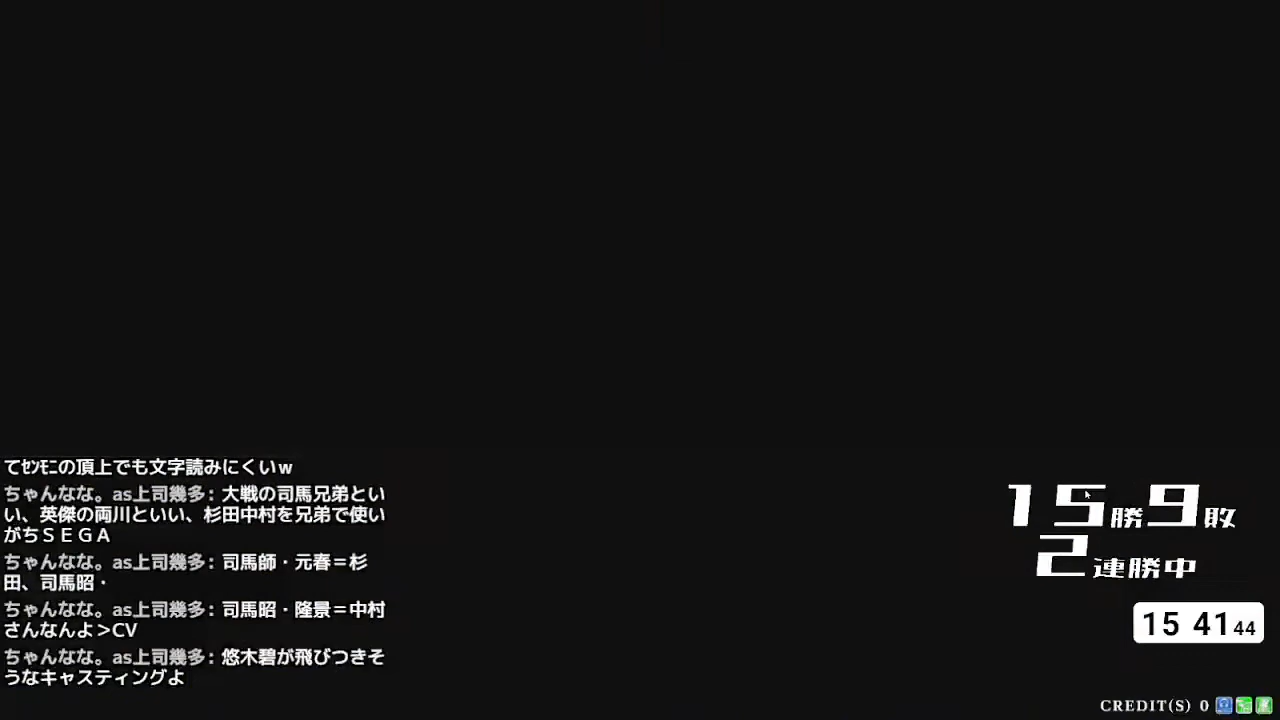 てｾﾝﾓﾆの頂上でも文字読みにくいｗ
ちゃんなな。as上司幾多: 大戦の司馬兄弟とい
い、英傑の両川といい、杉田中村を兄弟で使い
がちＳＥＧＡ
ちゃんなな。as上司幾多: 司馬師・元春＝杉
田、司馬昭・
ちゃんなな。as上司幾多: 司馬昭・隆景＝中村
さんなんよ＞CV
ちゃんなな。as上司幾多: 悠木碧が飛びつきそ
うなキャスティングよ
15勝9敗
2連勝中
15 41 44
CREDIT(S) 0